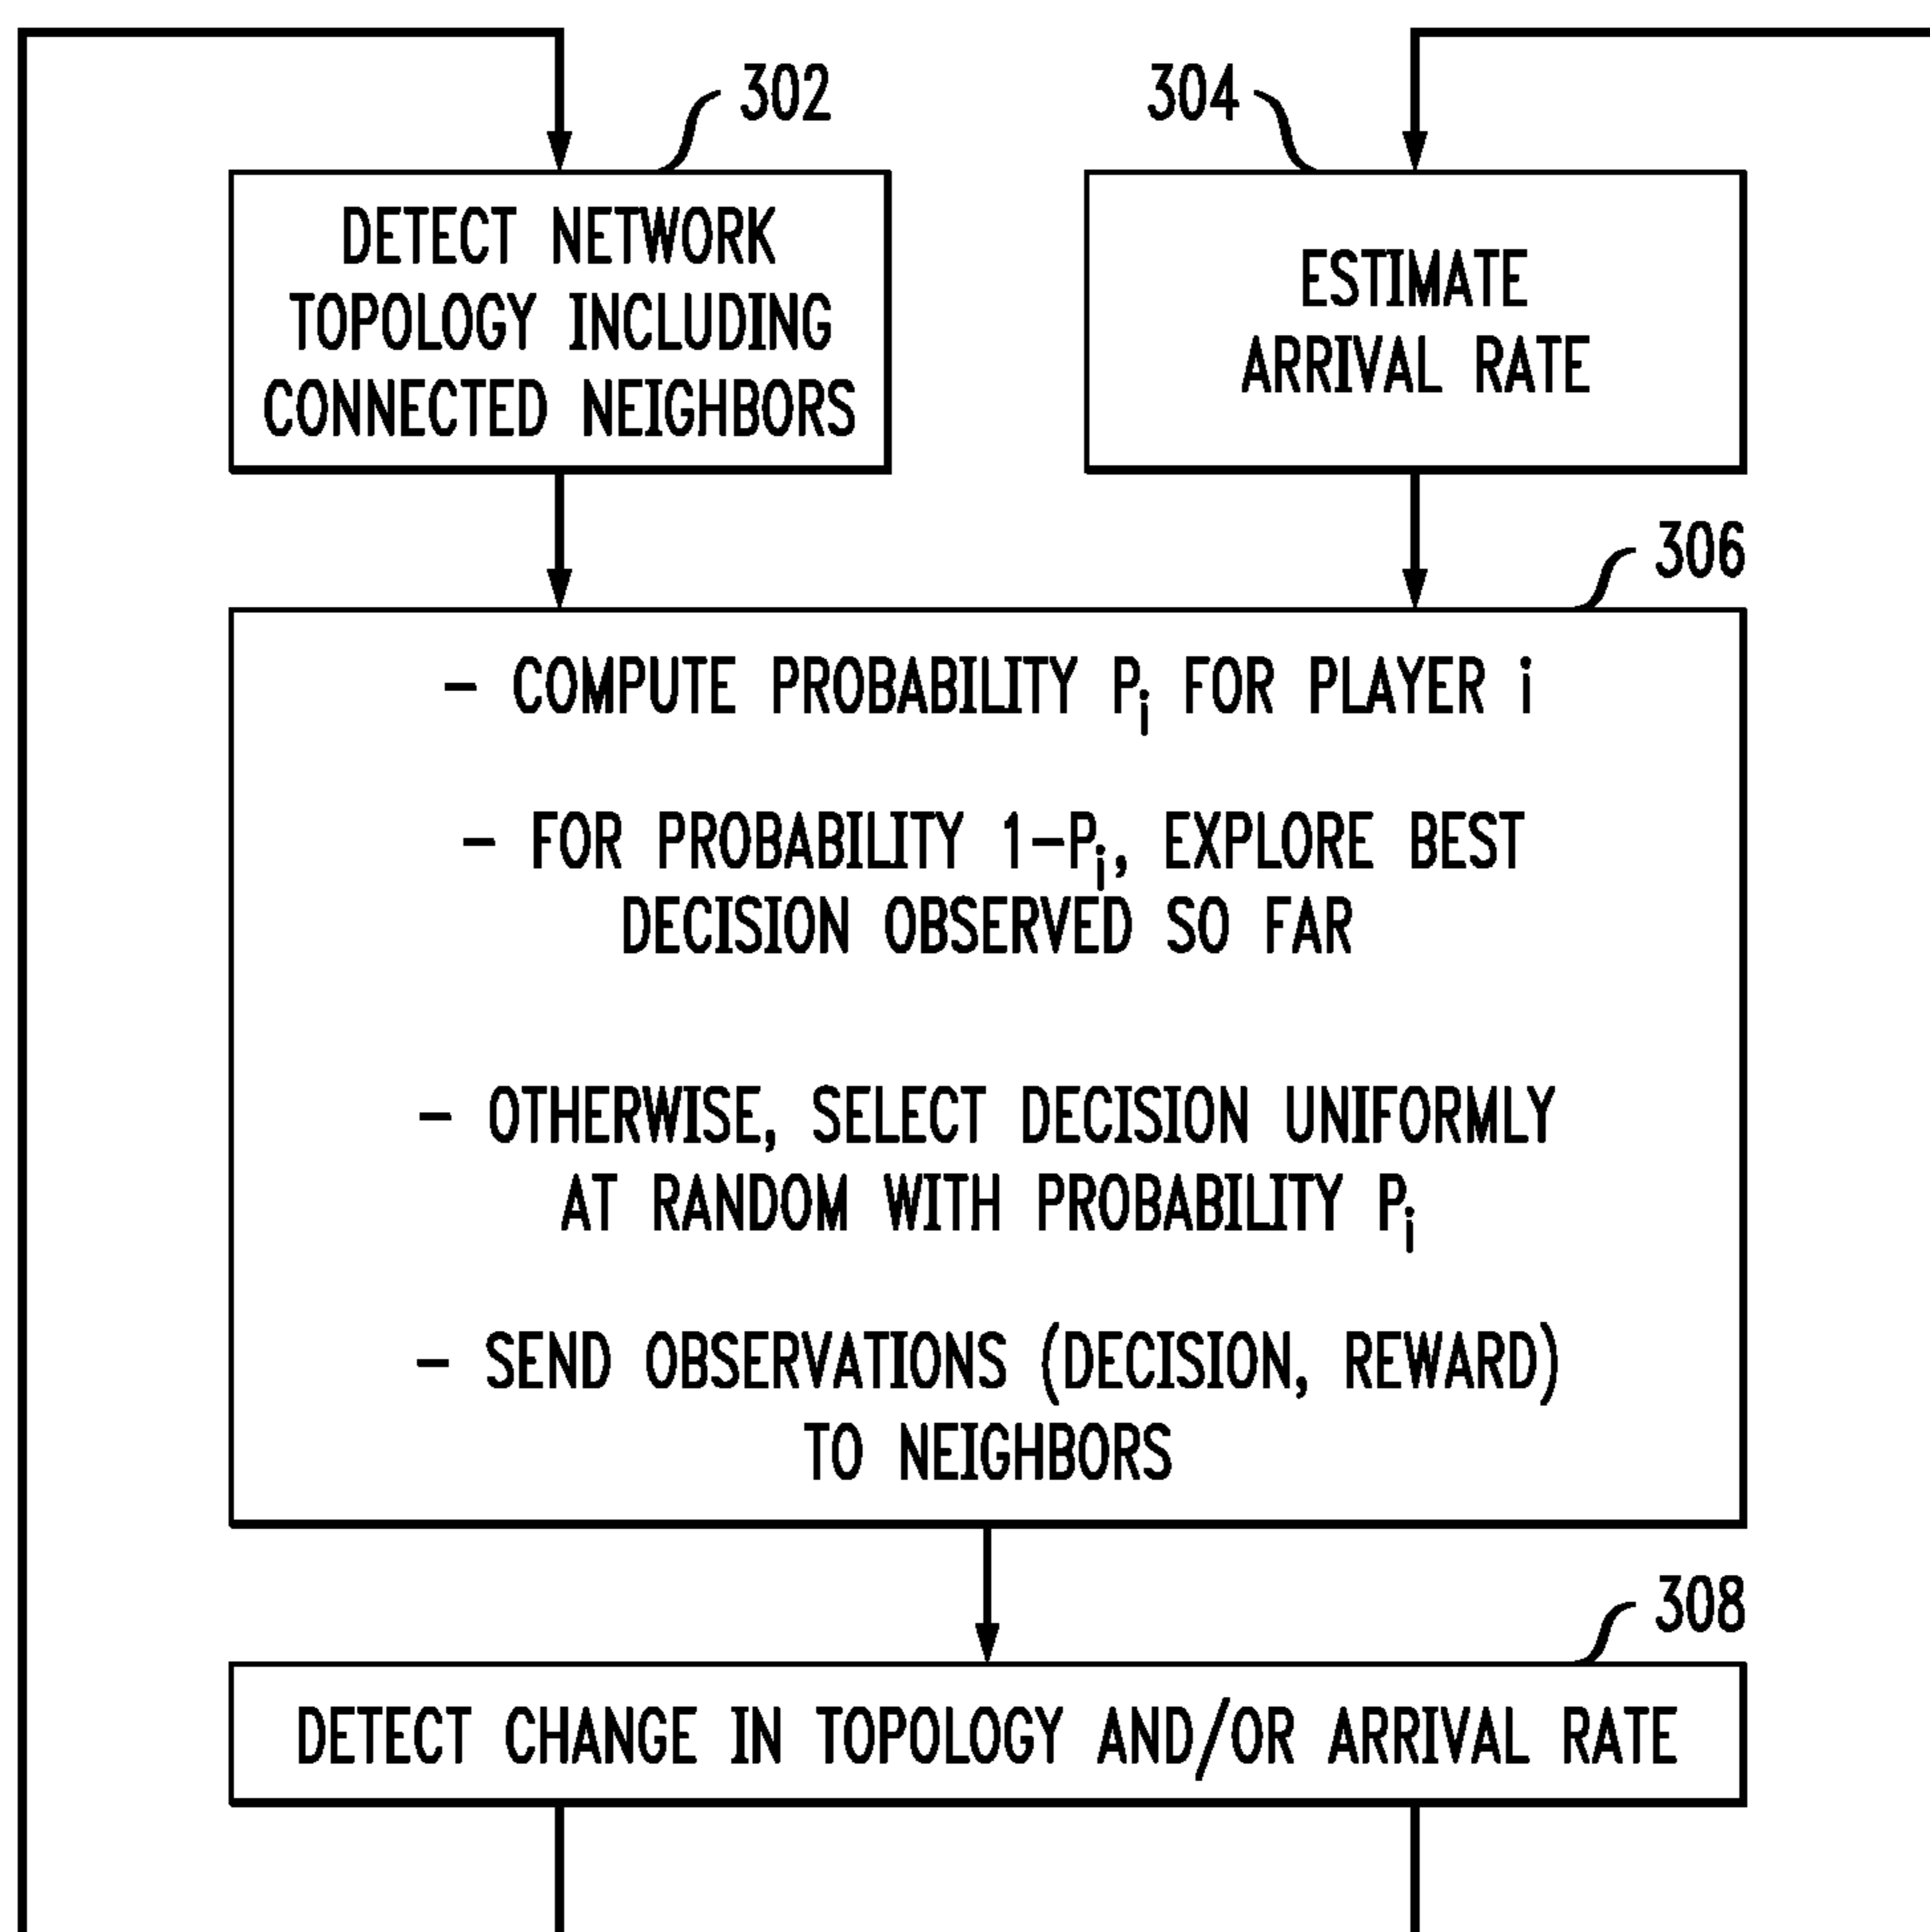 302
DETECT NETWORK
TOPOLOGY INCLUDING
CONNECTED NEIGHBORS
304
ESTIMATE
ARRIVAL RATE
306
- COMPUTE PROBABILITY Pi FOR PLAYER i
- FOR PROBABILITY 1-Pi, EXPLORE BEST
DECISION OBSERVED SO FAR
- OTHERWISE, SELECT DECISION UNIFORMLY
AT RANDOM WITH PROBABILITY Pi
- SEND OBSERVATIONS (DECISION, REWARD)
TO NEIGHBORS
308
DETECT CHANGE IN TOPOLOGY AND/OR ARRIVAL RATE